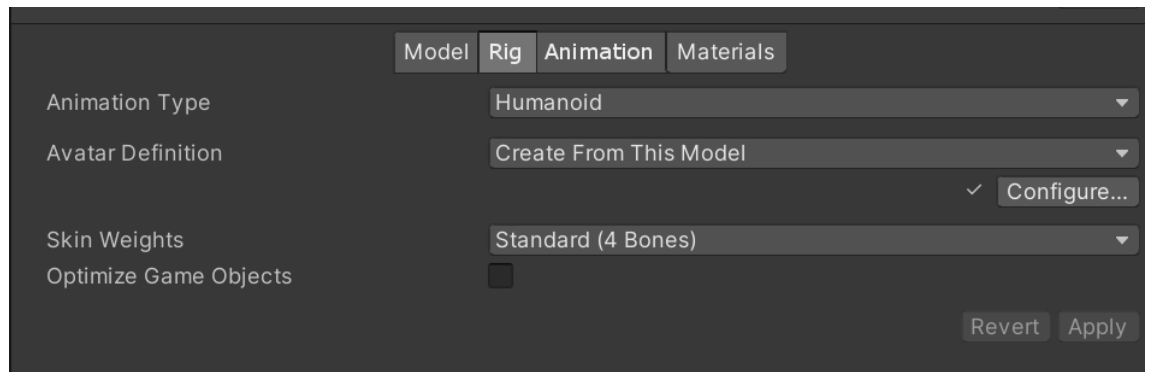 Model Rig Animation Materials
Animation Type Humanoid
Avatar Definition Create From This Model
Configure...
Skin Weights Standard (4 Bones)
Optimize Game Objects
Revert Apply